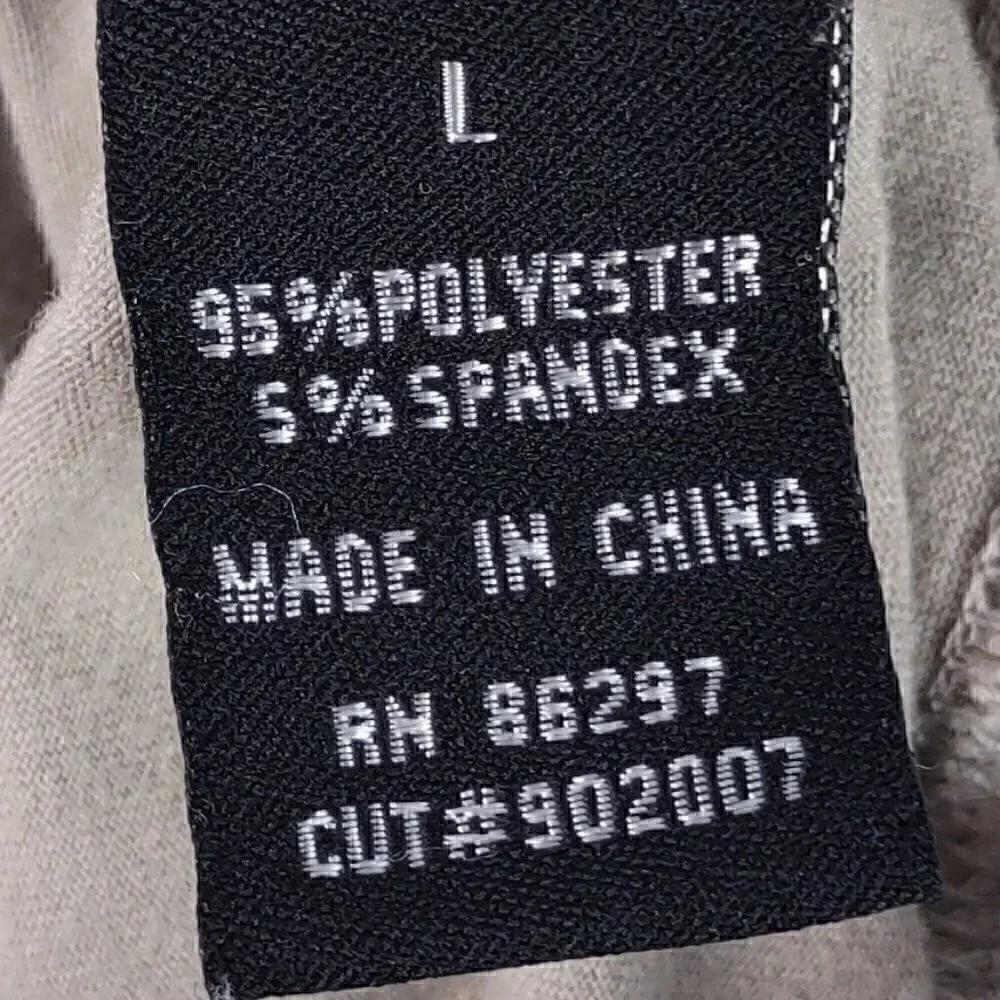 L
95%POLYESTER
5%SPANDEX
MADE IN CHINA
RN 86297
CUT#902007